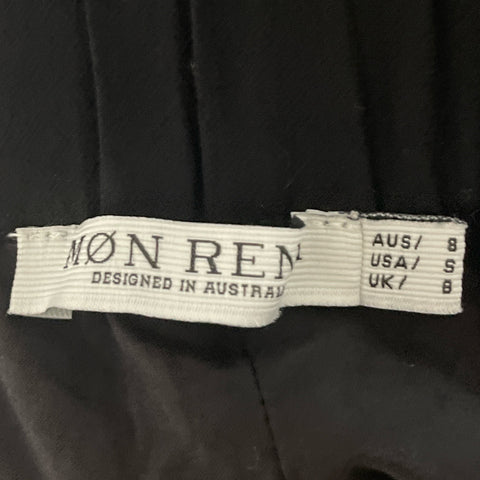 MØN REN
DESIGNED IN AUSTRAL
AUS/ 8
USA/ S
UK/ 8